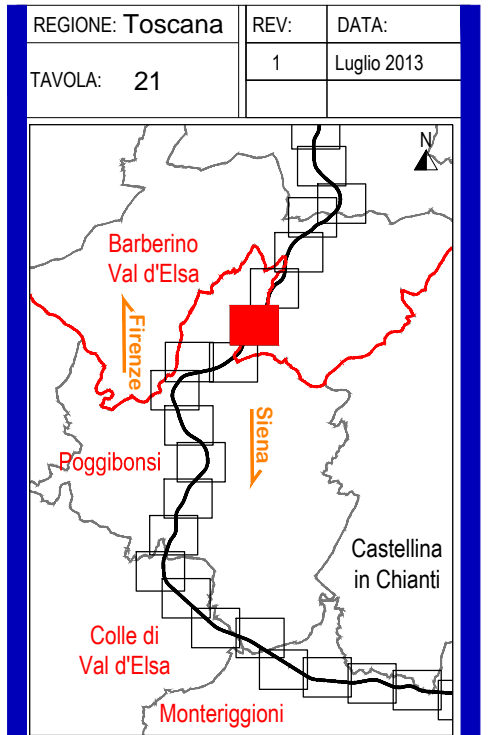 REGIONE: Toscana
REV:
DATA:
TAVOLA: 21
1
Luglio 2013
N
Barberino
Val d'Elsa
Firenze
Siena
Poggibonsi
Castellina
in Chianti
Colle di
Val d'Elsa
Monteriggioni